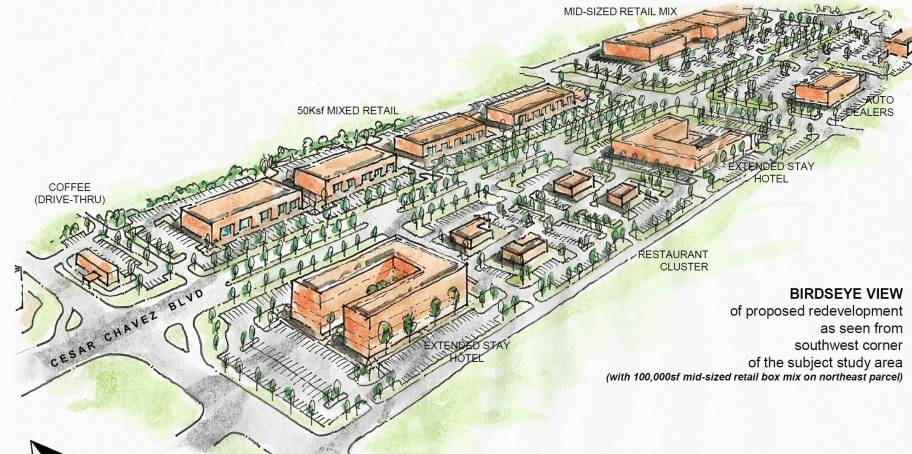 MID-SIZED RETAIL MIX
50Ksf MIXED RETAIL
AUTO
DEALERS
EXTENDED STAY
HOTEL
COFFEE
(DRIVE-THRU)
RESTAURANT
CLUSTER
CESAR CHAVEZ BLVD
EXTENDED STAY
HOTEL
BIRDSEYE VIEW
of proposed redevelopment
as seen from
southwest corner
of the subject study area
(with 100,000sf mid-sized retail box mix on northeast parcel)